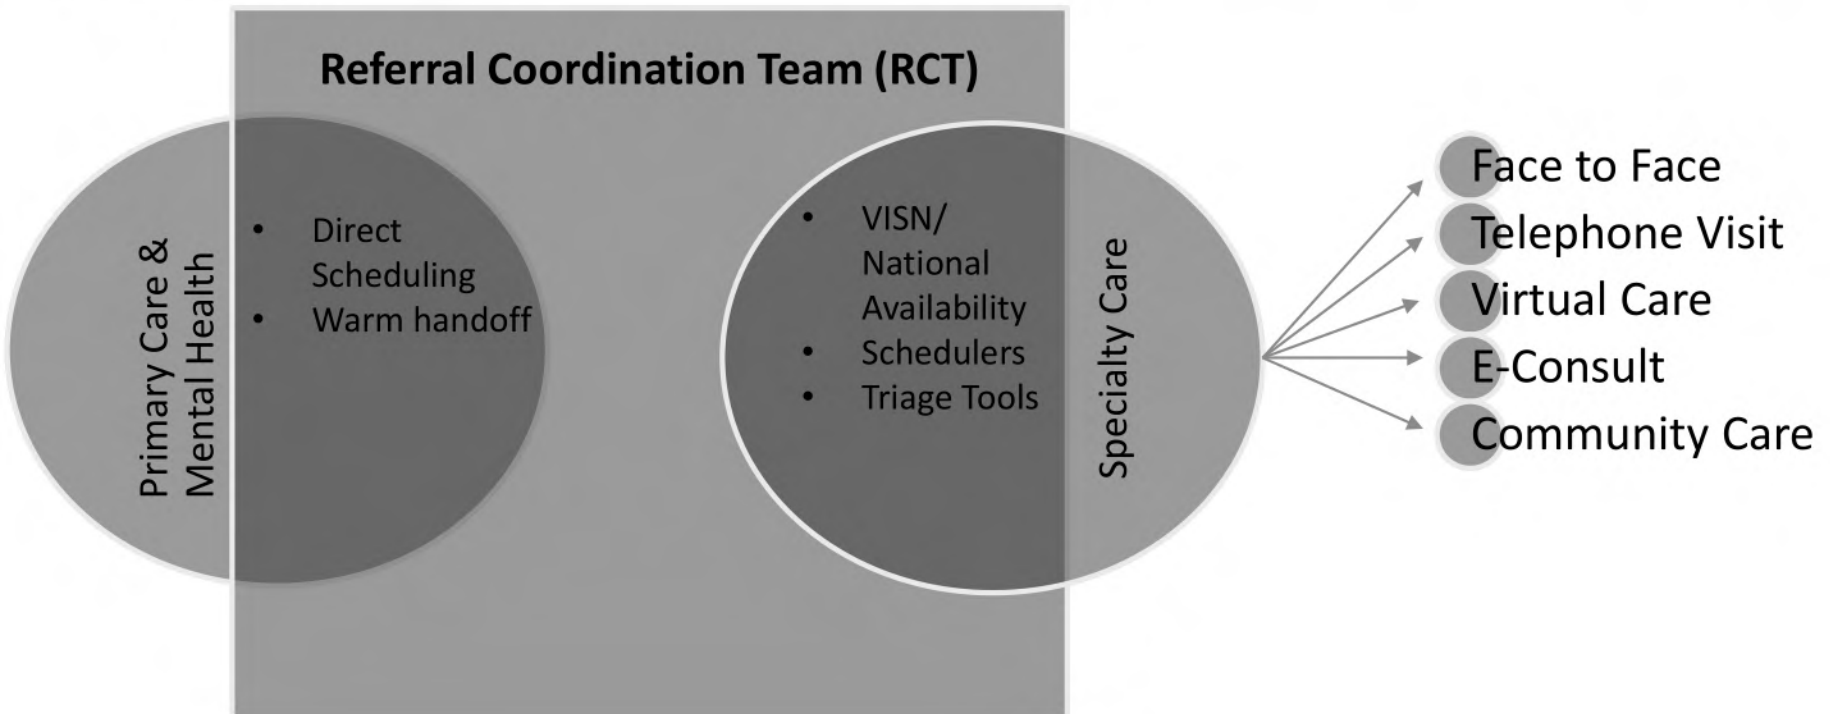 Referral Coordination Team (RCT)
Primary Care &
Mental Health
• Direct
Scheduling
• Warm handoff
• VISN/
National
Availability
• Schedulers
• Triage Tools
Specialty Care
Face to Face
Telephone Visit
Virtual Care
E-Consult
Community Care